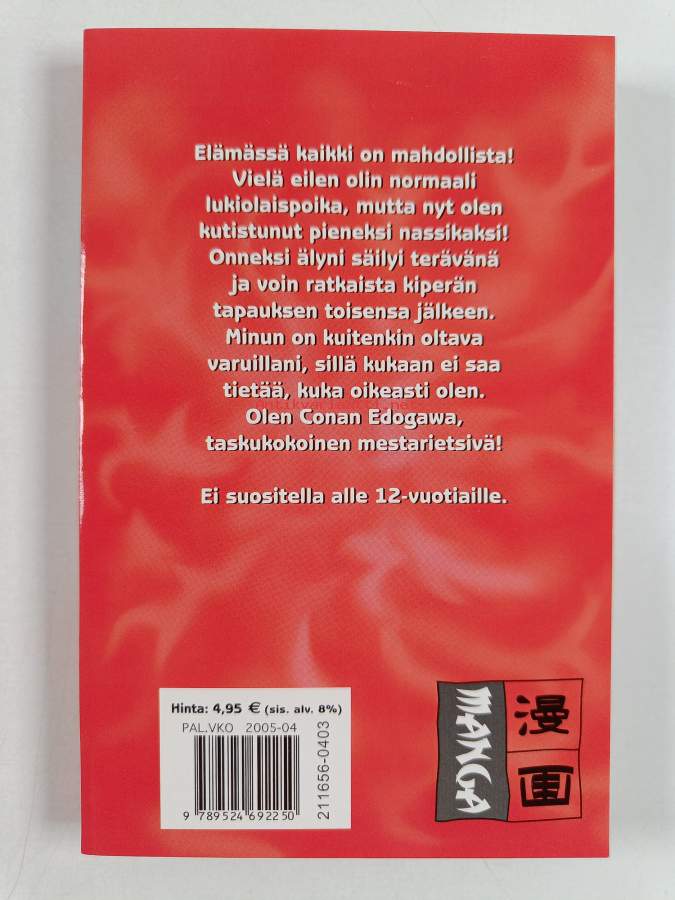 Elämässä kaikki on mahdollista!
Vielä eilen olin normaali
lukiolaispoika, mutta nyt olen
kutistunut pieneksi nassikaksi!
Onneksi älyni säilyi terävänä
ja voin ratkaista kiperän
tapauksen toisensa jälkeen.
Minun on kuitenkin oltava
varuillani, sillä kukaan ei saa
tietää, kuka oikeasti olen.
Olen Conan Edogawa,
taskukokoinen mestarietsivä!
Ei suositella alle 12-vuotiaille.
Hinta: 4,95 € (sis. alv. 8%)
PAL.VKO 2005-04
211656-0403
9 789524 692250
MANGA
漫画